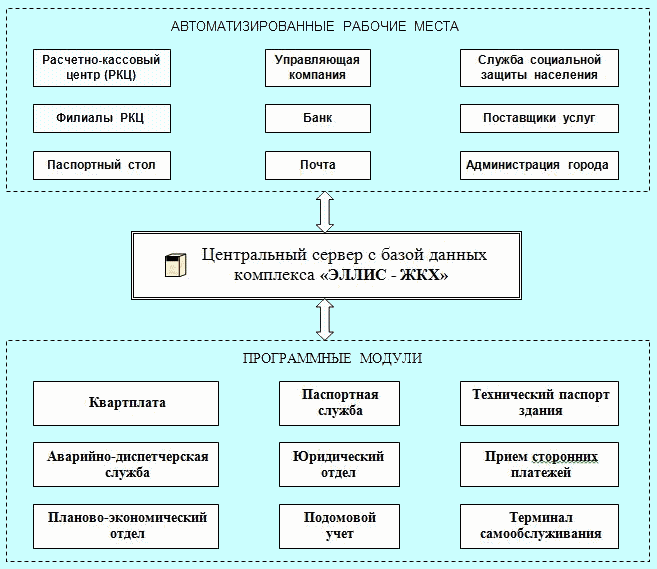 АВТОМАТИЗИРОВАННЫЕ РАБОЧИЕ МЕСТА
Расчетно-кассовый
центр (РКЦ)
Управляющая
компания
Служба социальной
защиты населения
Филиалы РКЦ
Банк
Поставщики услуг
Паспортный стол
Почта
Администрация города
Центральный сервер с базой данных
комплекса «ЭЛЛИС - ЖКХ»
ПРОГРАММНЫЕ МОДУЛИ
Квартплата
Паспортная
служба
Технический паспорт
здания
Аварийно-диспетчерская
служба
Юридический
отдел
Прием сторонних
платежей
Планово-экономический
отдел
Подомовой
учет
Терминал
самообслуживания